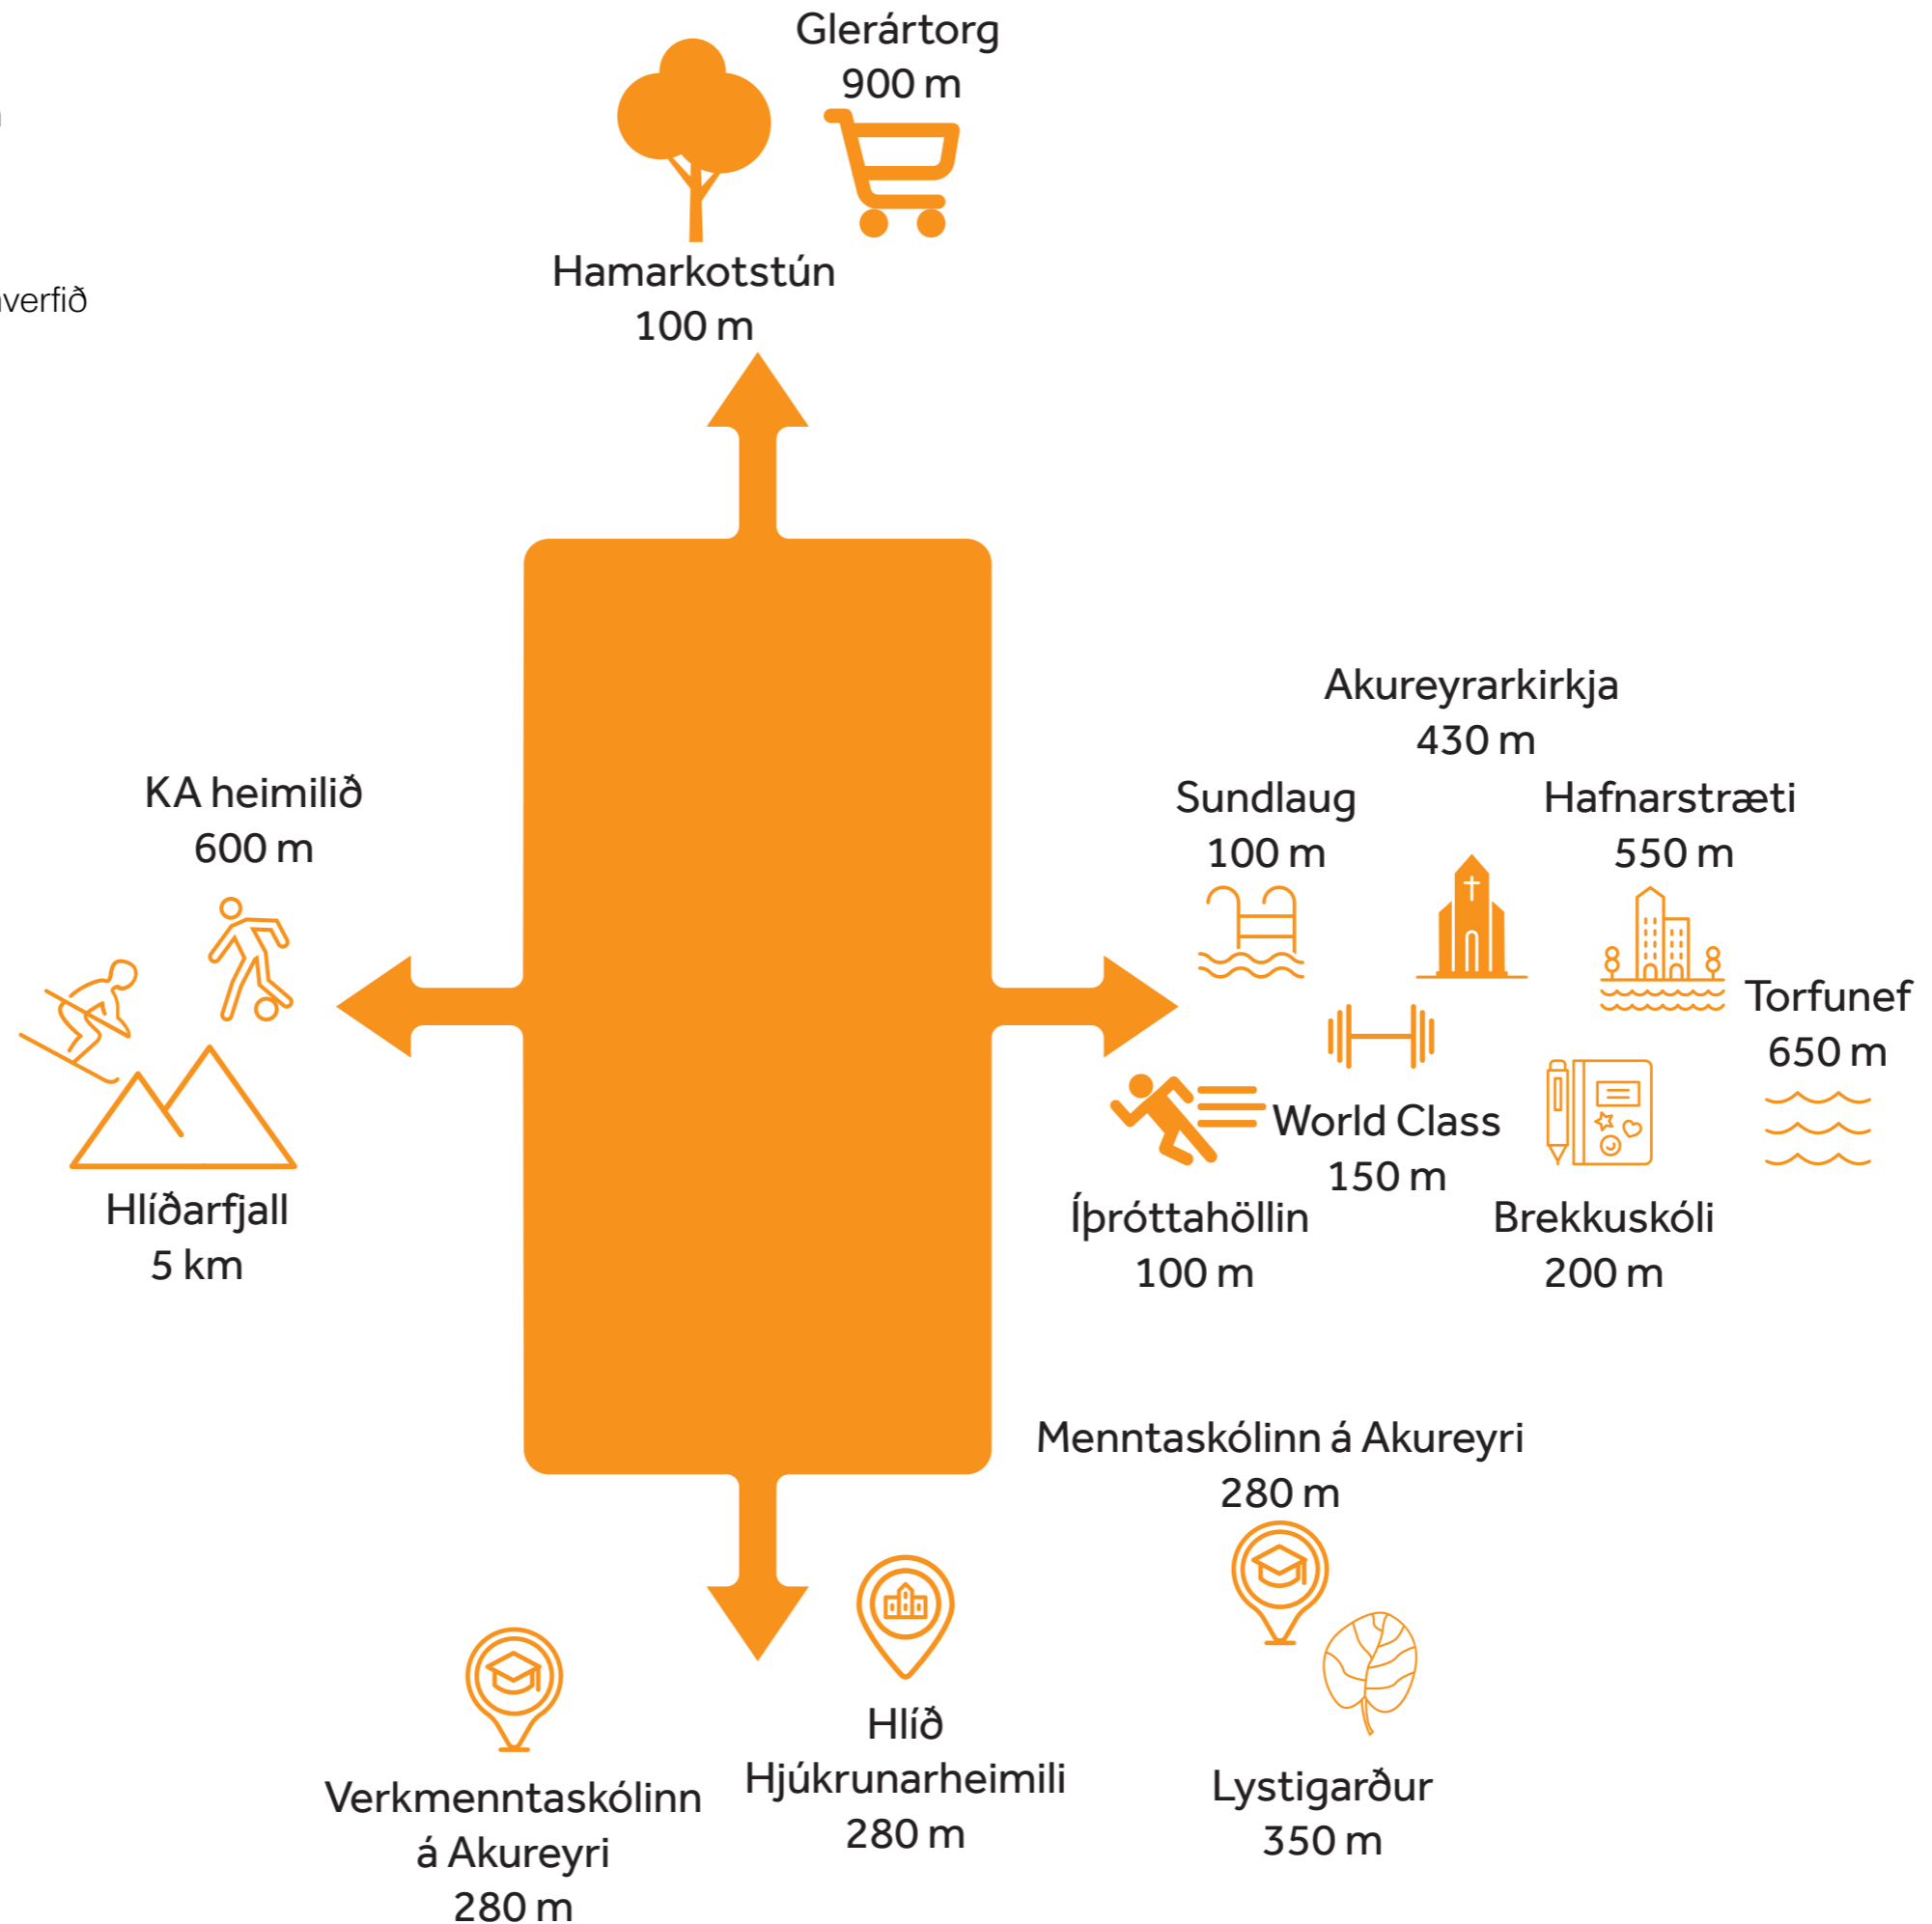 Glerártorg
900 m
Hamarkotstún
100 m
KA heimilið
600 m
Hlíðarfjall
5 km
Akureyrarkirkja
430 m
Sundlaug
100 m
Hafnarstræti
550 m
Torfunef
650 m
World Class
150 m
Íþróttahöllin
100 m
Brekkuskóli
200 m
Menntaskólinn á Akureyri
280 m
Lystigarður
350 m
Hlíð
Hjúkrunarheimili
280 m
Verkmenntaskólinn
á Akureyri
280 m